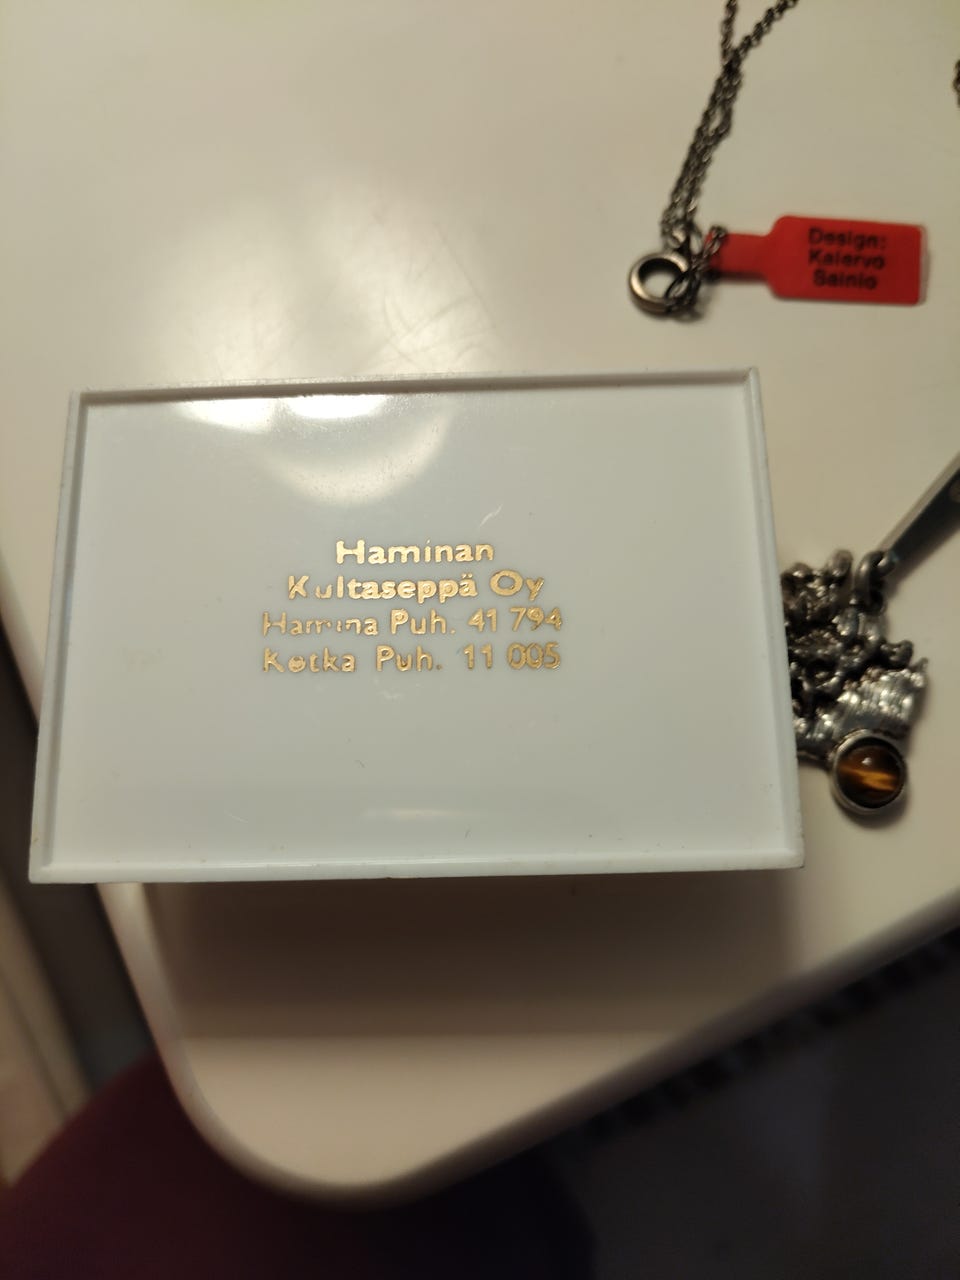 Design:
Kalervo
Sainio
Haminan
Kultaseppä Oy
Hamina Puh. 41 794
Kotka Puh. 11 005